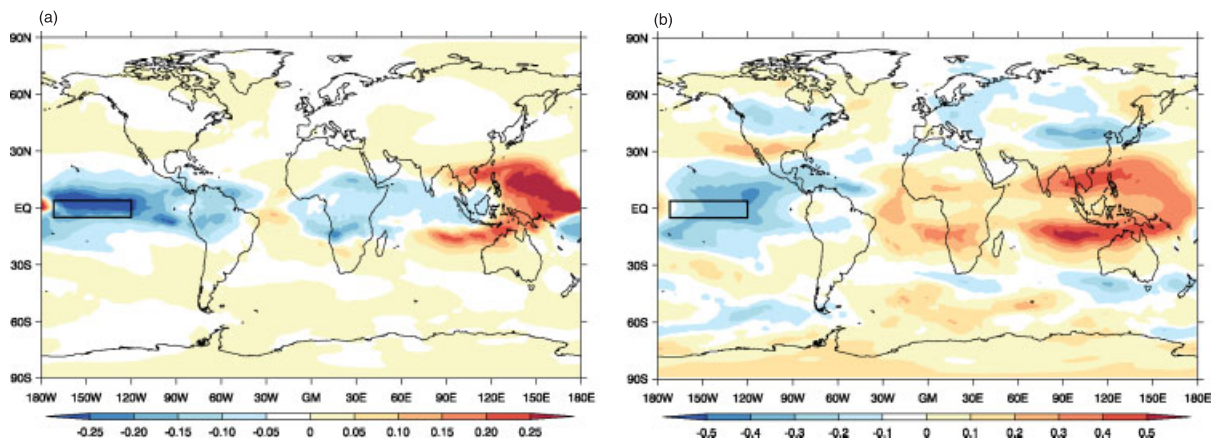 (a)
90N
60N
30N
EQ
30S
60S
90S
180W 150W 120W 90W 60W 30W GM 30E 60E 90E 120E 150E 180E
-0.25 -0.20 -0.15 -0.10 -0.05 0 0.05 0.10 0.15 0.20 0.25
(b)
90N
60N
30N
EQ
30S
60S
90S
180W 150W 120W 90W 60W 30W GM 30E 60E 90E 120E 150E 180E
-0.5 -0.4 -0.3 -0.2 -0.1 0 0.1 0.2 0.3 0.4 0.5